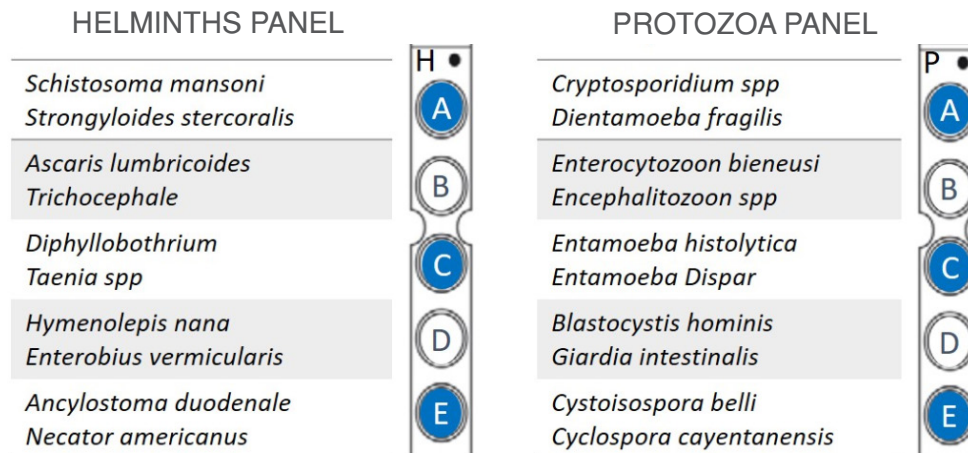 HELMINTHS PANEL
H
Schistosoma mansoni
Strongyloides stercoralis
A
Ascaris lumbricoides
Trichocephale
B
Diphyllobothrium
Taenia spp
C
Hymenolepis nana
Enterobius vermicularis
D
Ancylostoma duodenale
Necator americanus
E
PROTOZOA PANEL
P
Cryptosporidium spp
Dientamoeba fragilis
A
Enterocytozoon bieneusi
Encephalitozoon spp
B
Entamoeba histolytica
Entamoeba Dispar
C
Blastocystis hominis
Giardia intestinalis
D
Cystoisospora belli
Cyclospora cayentanensis
E